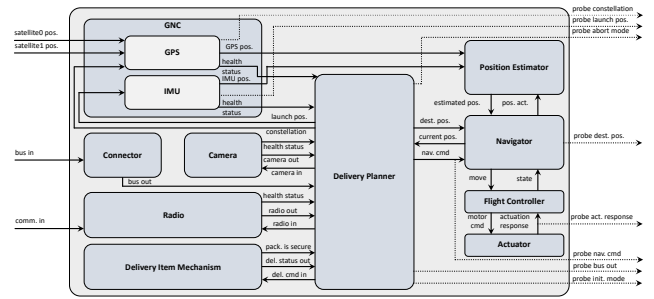 probe constellation
probe launch pos.
probe abort mode
GNC
satellite0 pos.
satellite1 pos.
GPS
GPS pos.
health
status
IMU pos.
IMU
health
status
launch pos.
constellation
Position Estimator
estimated pos.
pos. act.
dest. pos.
current pos.
nav. cmd
Navigator
probe dest. pos.
bus in
Connector
bus out
Camera
health status
camera out
camera in
Delivery Planner
move
state
Flight Controller
motor
cmd
actuation
response
probe act. response
Actuator
comm. in
Radio
health status
radio out
radio in
Delivery Item Mechanism
pack. is secure
del. status out
del. cmd in
probe nav. cmd
probe bus out
probe init. mode